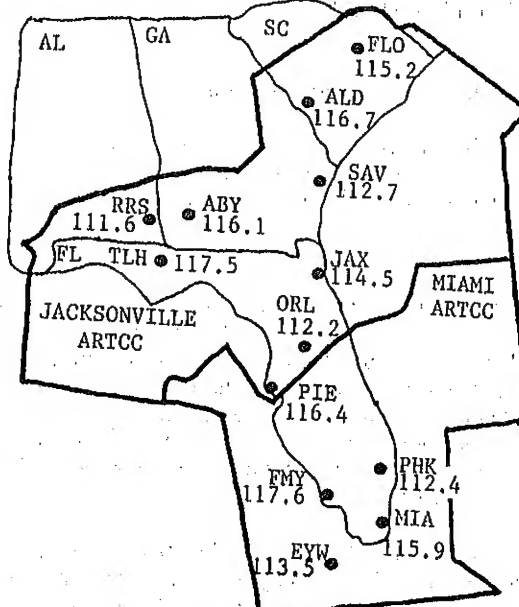 AL
GA
SC
FLO
115.2
ALD
116.7
SAV
112.7
RRS
111.6
ABY
116.1
FL
TLH
117.5
JAX
114.5
MIAMI
ARTCC
JACKSONVILLE
ARTCC
ORL
112.2
PIE
116.4
PHK
112.4
FMY
117.6
MIA
115.9
EYW
113.5